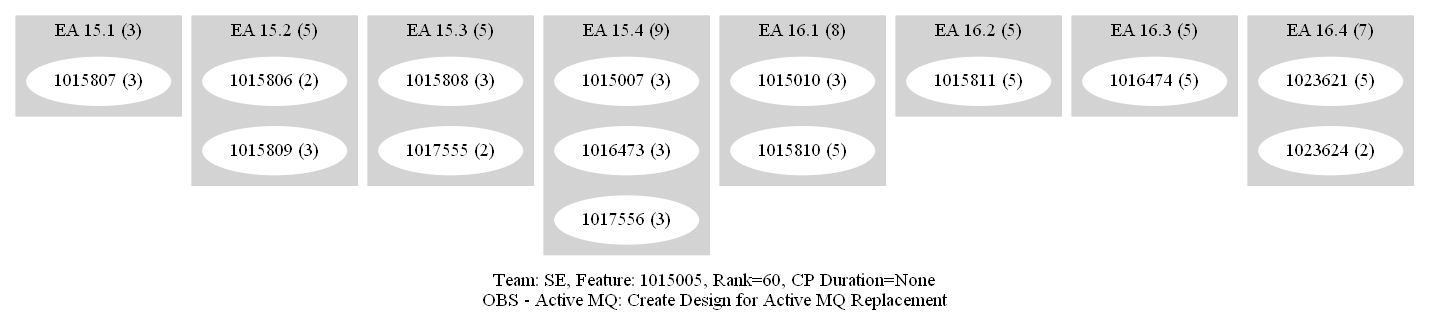 EA 15.1 (3)
1015807 (3)
EA 15.2 (5)
1015806 (2)
1015809 (3)
EA 15.3 (5)
1015808 (3)
1017555 (2)
EA 15.4 (9)
1015007 (3)
1016473 (3)
1017556 (3)
EA 16.1 (8)
1015010 (3)
1015810 (5)
EA 16.2 (5)
1015811 (5)
EA 16.3 (5)
1016474 (5)
EA 16.4 (7)
1023621 (5)
1023624 (2)
Team: SE, Feature: 1015005, Rank=60, CP Duration=None
OBS - Active MQ: Create Design for Active MQ Replacement